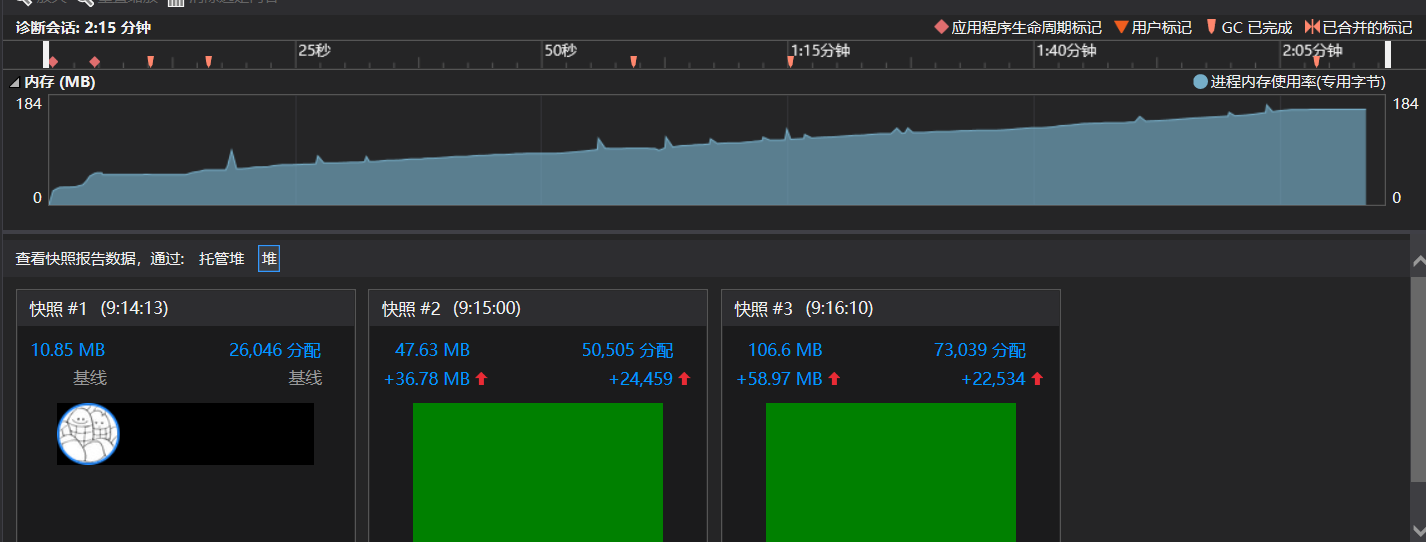 诊断会话: 2:15 分钟
应用程序生命周期标记 用户标记 GC 已完成 已合并的标记
25秒 50秒 1:15分钟 1:40分钟 2:05分钟
内存 (MB) 进程内存使用率(专用字节)
184 184
0 0
查看快照报告数据，通过: 托管堆 堆
快照 #1 (9:14:13) 快照 #2 (9:15:00) 快照 #3 (9:16:10)
10.85 MB 26,046 分配 47.63 MB 50,505 分配 106.6 MB 73,039 分配
基线 基线 +36.78 MB +24,459 +58.97 MB +22,534